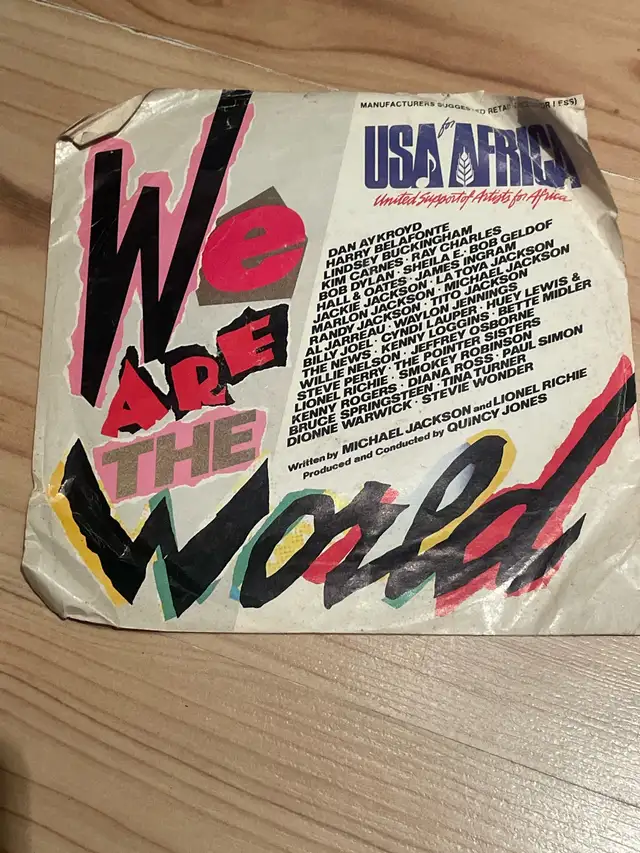 MANUFACTURERS SUGGESTED RETAIL OR LESS)
USA for AFRICA
United Support of Artists for Africa
We
ARE
THE
World
DAN AYKROYD
HARRY BELAFONTE
LINDSEY BUCKINGHAM
KIM CARNES · RAY CHARLES
BOB DYLAN · SHEILA E. · BOB GELDOF
HALL & OATES · JAMES INGRAM
JACKIE JACKSON · LA TOYA JACKSON
MARLON JACKSON · MICHAEL JACKSON
RANDY JACKSON · TITO JACKSON
AL JARREAU · WAYLON JENNINGS
BILLY JOEL · CYNDI LAUPER · HUEY LEWIS &
THE NEWS · KENNY LOGGINS · BETTE MIDLER
WILLIE NELSON · JEFFREY OSBORNE
STEVE PERRY · THE POINTER SISTERS
LIONEL RICHIE · SMOKEY ROBINSON
KENNY ROGERS · DIANA ROSS · PAUL SIMON
BRUCE SPRINGSTEEN · TINA TURNER
DIONNE WARWICK · STEVIE WONDER
Written by MICHAEL JACKSON and LIONEL RICHIE
Produced and Conducted by QUINCY JONES